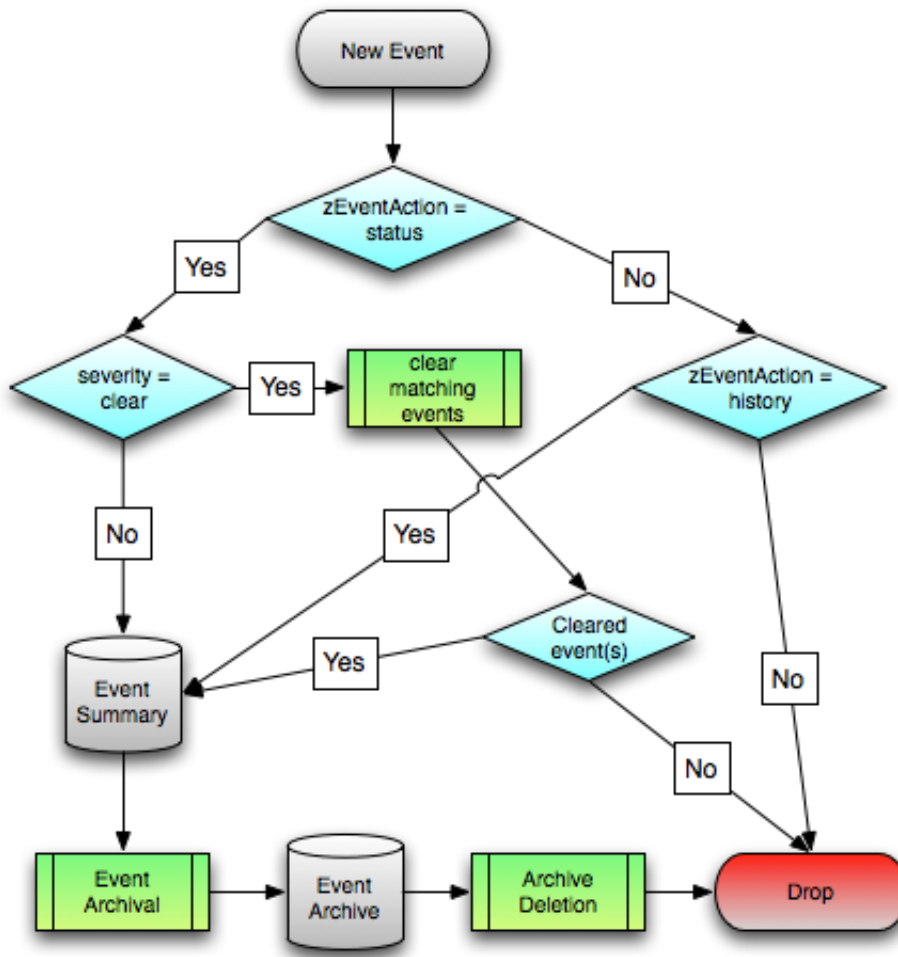 New Event
zEventAction =
status
Yes
No
severity =
clear
Yes
clear
matching
events
zEventAction =
history
No
Yes
Cleared
event(s)
Yes
No
Event
Summary
No
Event
Archival
Event
Archive
Archive
Deletion
Drop